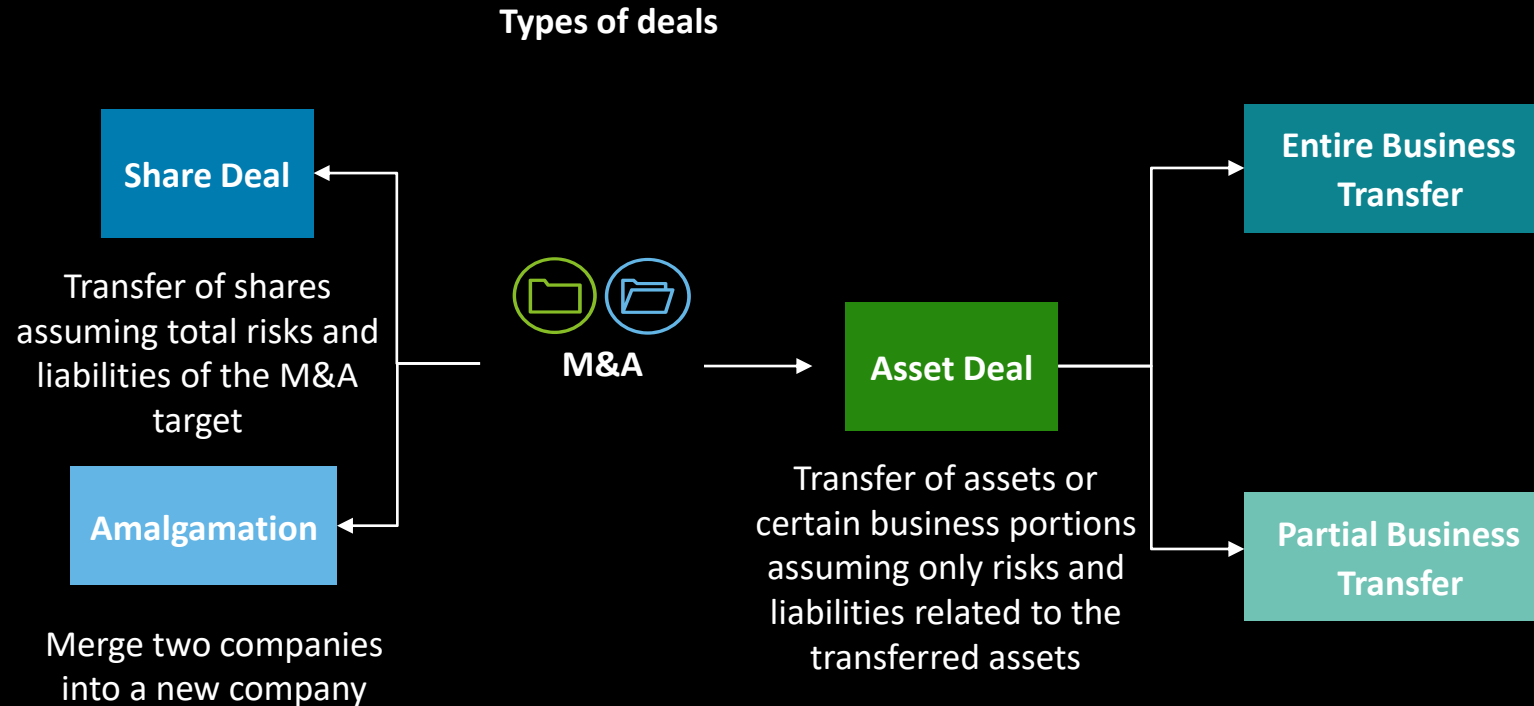 Types of deals
Share Deal
Transfer of shares
assuming total risks and
liabilities of the M&A
target
Amalgamation
Merge two companies
into a new company
M&A
Asset Deal
Transfer of assets or
certain business portions
assuming only risks and
liabilities related to the
transferred assets
Entire Business
Transfer
Partial Business
Transfer